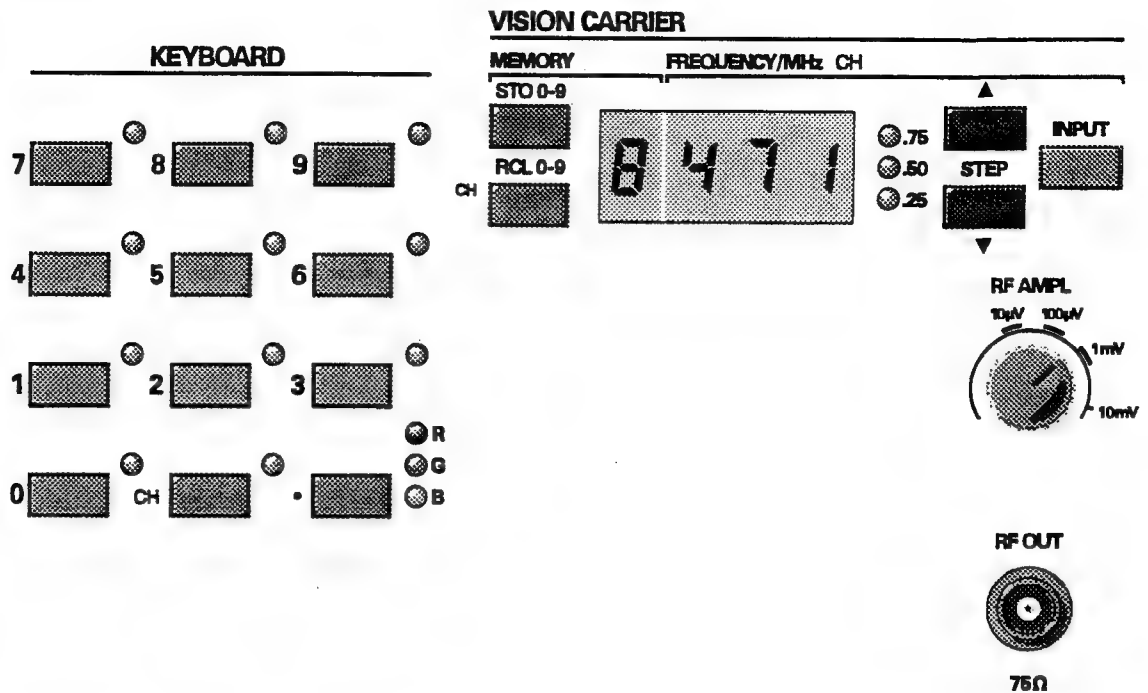 VISION CARRIER
KEYBOARD
MEMORY FREQUENCY/MHz CH
STO 0-9
RCL 0-9
CH
8 471
.75
.50
.25
▲
STEP
▼
INPUT
7 8 9
4 5 6
1 2 3
0 CH .
R
G
B
RF AMPL
10µV 100µV
1mV
10mV
RF OUT
75Ω